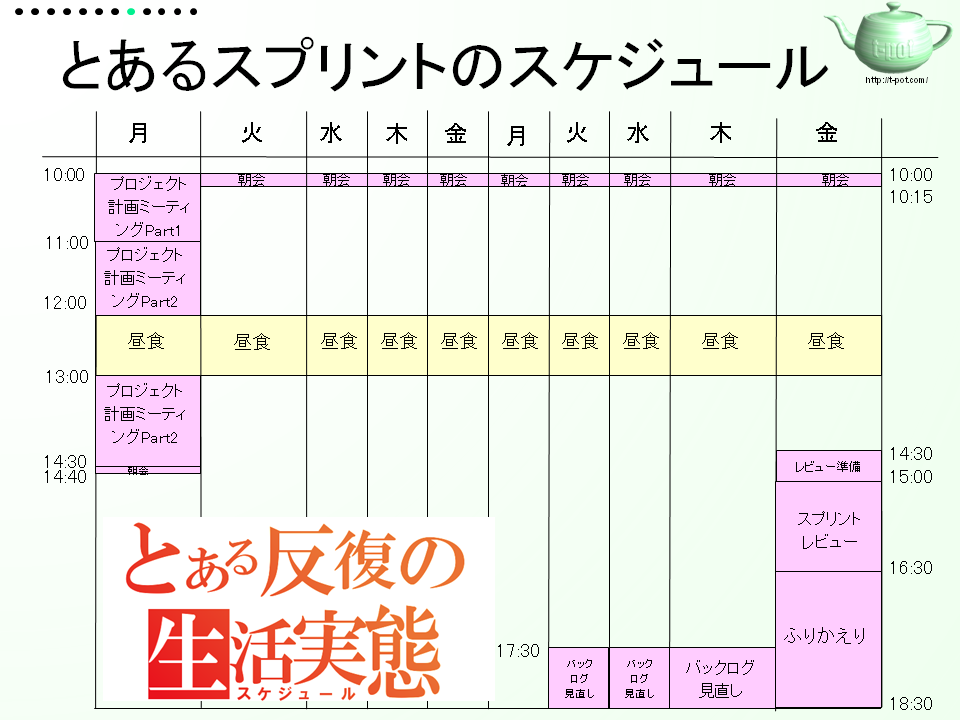 とあるスプリントのスケジュール
t-pot
http://t-pot.com/
月 火 水 木 金 月 火 水 木 金
10:00
プロジェクト
計画ミーティ
ングPart1
朝会 朝会 朝会 朝会 朝会 朝会 朝会 朝会 朝会
10:00
10:15
11:00
プロジェクト
計画ミーティ
ングPart2
12:00
昼食 昼食 昼食 昼食 昼食 昼食 昼食 昼食 昼食 昼食
13:00
プロジェクト
計画ミーティ
ングPart2
14:30
朝会
14:40
14:30
レビュー準備
15:00
スプリント
レビュー
16:30
とある反復の
生活実態
スケジュール
17:30
バック
ログ
見直し
バック
ログ
見直し
バックログ
見直し
ふりかえり
18:30